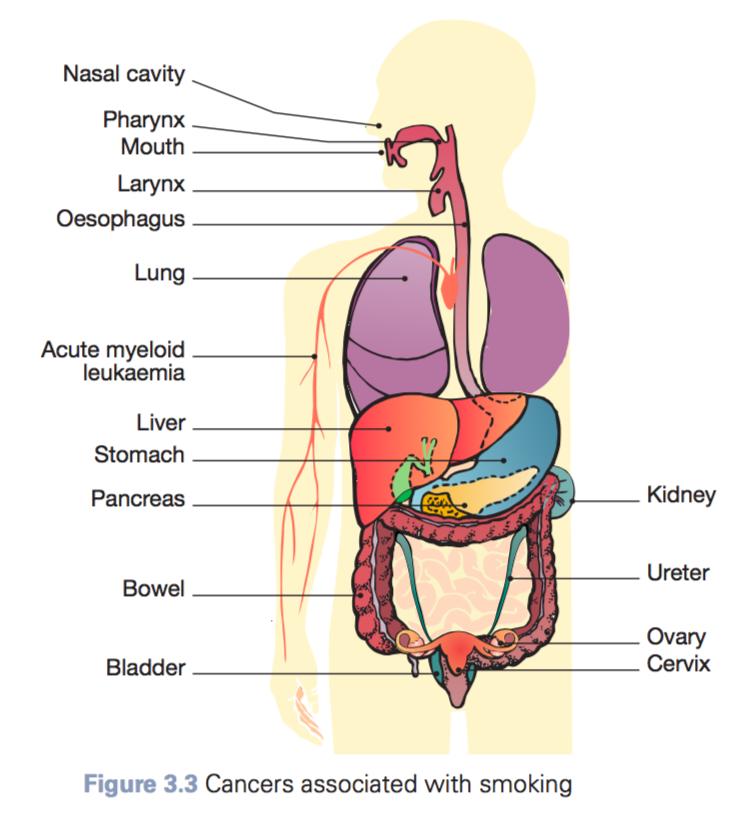 Nasal cavity
Pharynx
Mouth
Larynx
Oesophagus
Lung
Acute myeloid
leukaemia
Liver
Stomach
Pancreas
Bowel
Bladder
Kidney
Ureter
Ovary
Cervix
Figure 3.3 Cancers associated with smoking